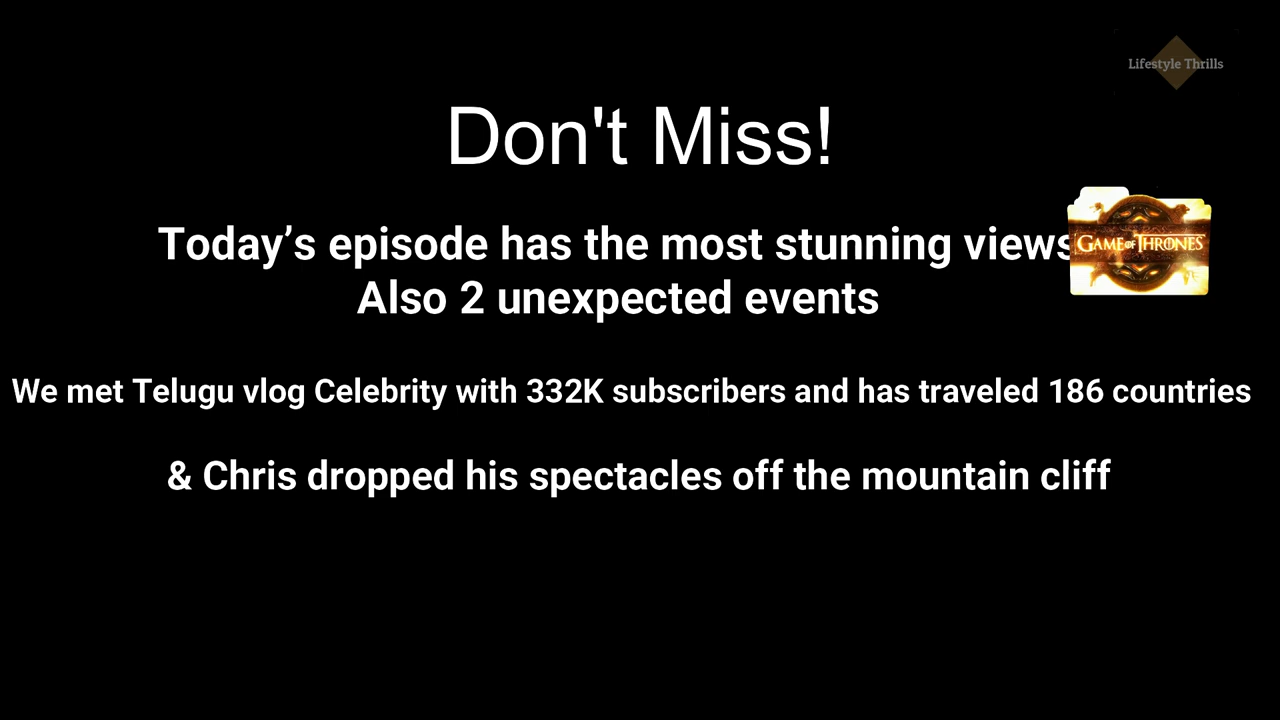 Lifestyle Thrills
Don't Miss!
Today’s episode has the most stunning views
GAME OF THRONES
Also 2 unexpected events
We met Telugu vlog Celebrity with 332K subscribers and has traveled 186 countries
& Chris dropped his spectacles off the mountain cliff